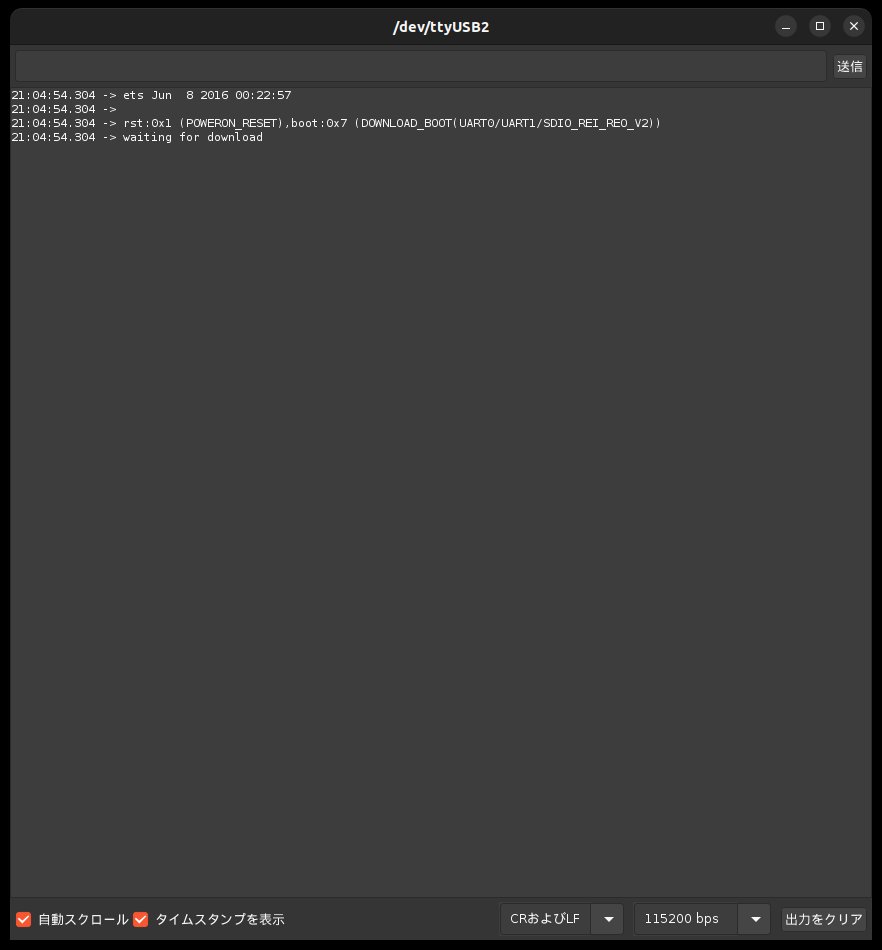 /dev/ttyUSB2
送信
21:04:54.304 -> ets Jun  8 2016 00:22:57
21:04:54.304 ->
21:04:54.304 -> rst:0x1 (POWERON_RESET),boot:0x7 (DOWNLOAD_BOOT(UART0/UART1/SDIO_REI_REO_V2))
21:04:54.304 -> waiting for download
自動スクロール タイムスタンプを表示 CRおよびLF 115200 bps 出力をクリア